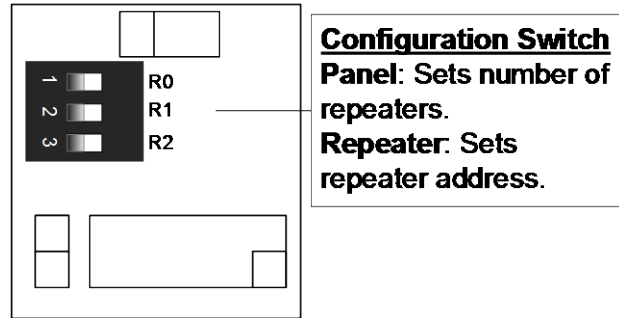 Configuration Switch
Panel: Sets number of
repeaters.
Repeater: Sets
repeater address.
1 R0
2 R1
3 R2